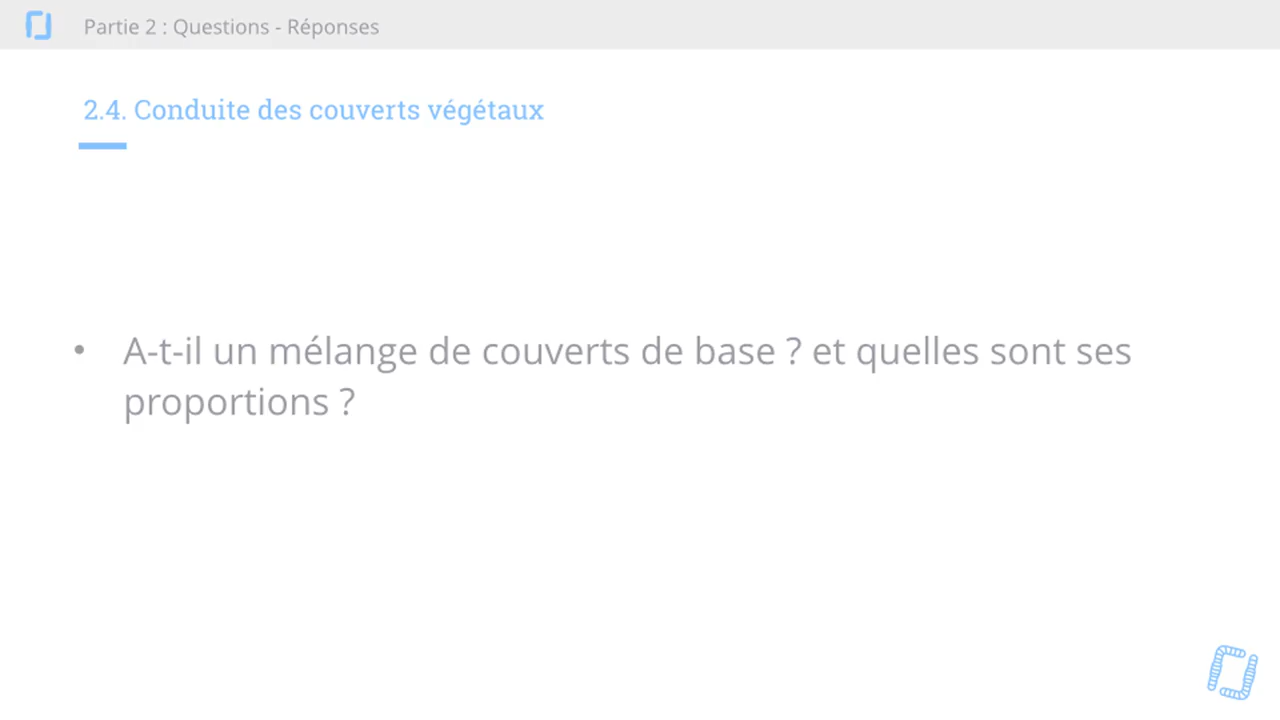 Partie 2 : Questions - Réponses
2.4. Conduite des couverts végétaux
• A-t-il un mélange de couverts de base ? et quelles sont ses
proportions ?